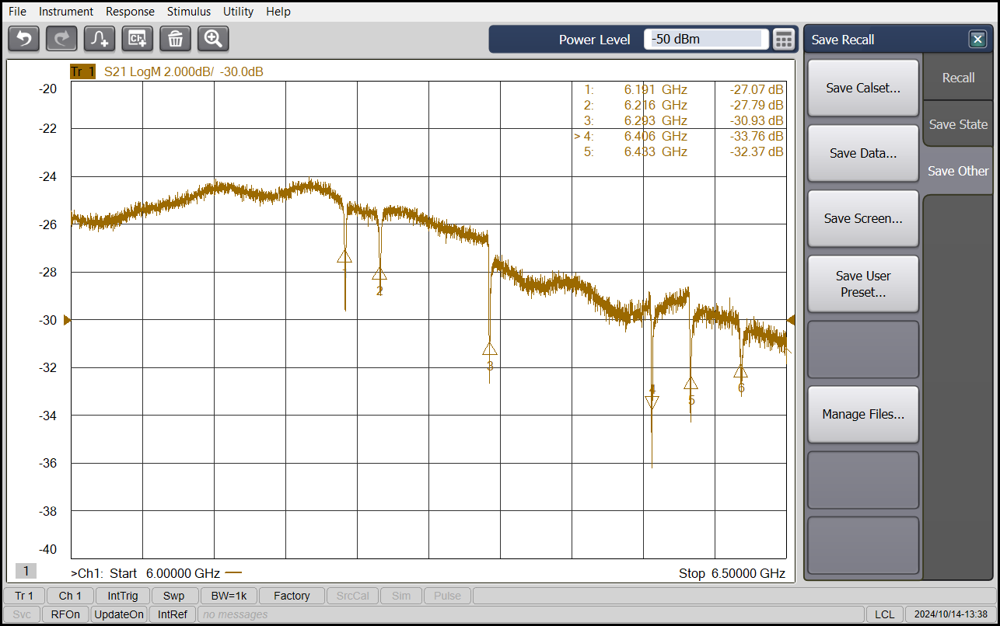 File Instrument Response Stimulus Utility Help
Power Level -50 dBm
Save Recall
Tr 1 S21 LogM 2.000dB/ -30.0dB
1: 6.191 GHz -27.07 dB
2: 6.216 GHz -27.79 dB
3: 6.293 GHz -30.93 dB
> 4: 6.406 GHz -33.76 dB
5: 6.433 GHz -32.37 dB
-20
-22
-24
-26
-28
-30
-32
-34
-36
-38
-40
1
2
3
4
5
6
1
>Ch1: Start 6.00000 GHz
Stop 6.50000 GHz
Save Calset...
Save Data...
Save Screen...
Save User
Preset...
Manage Files...
Recall
Save State
Save Other
Tr 1 Ch 1 IntTrig Swp BW=1k Factory SrcCal Sim Pulse
Svc RFOn UpdateOn IntRef no messages LCL 2024/10/14-13:38